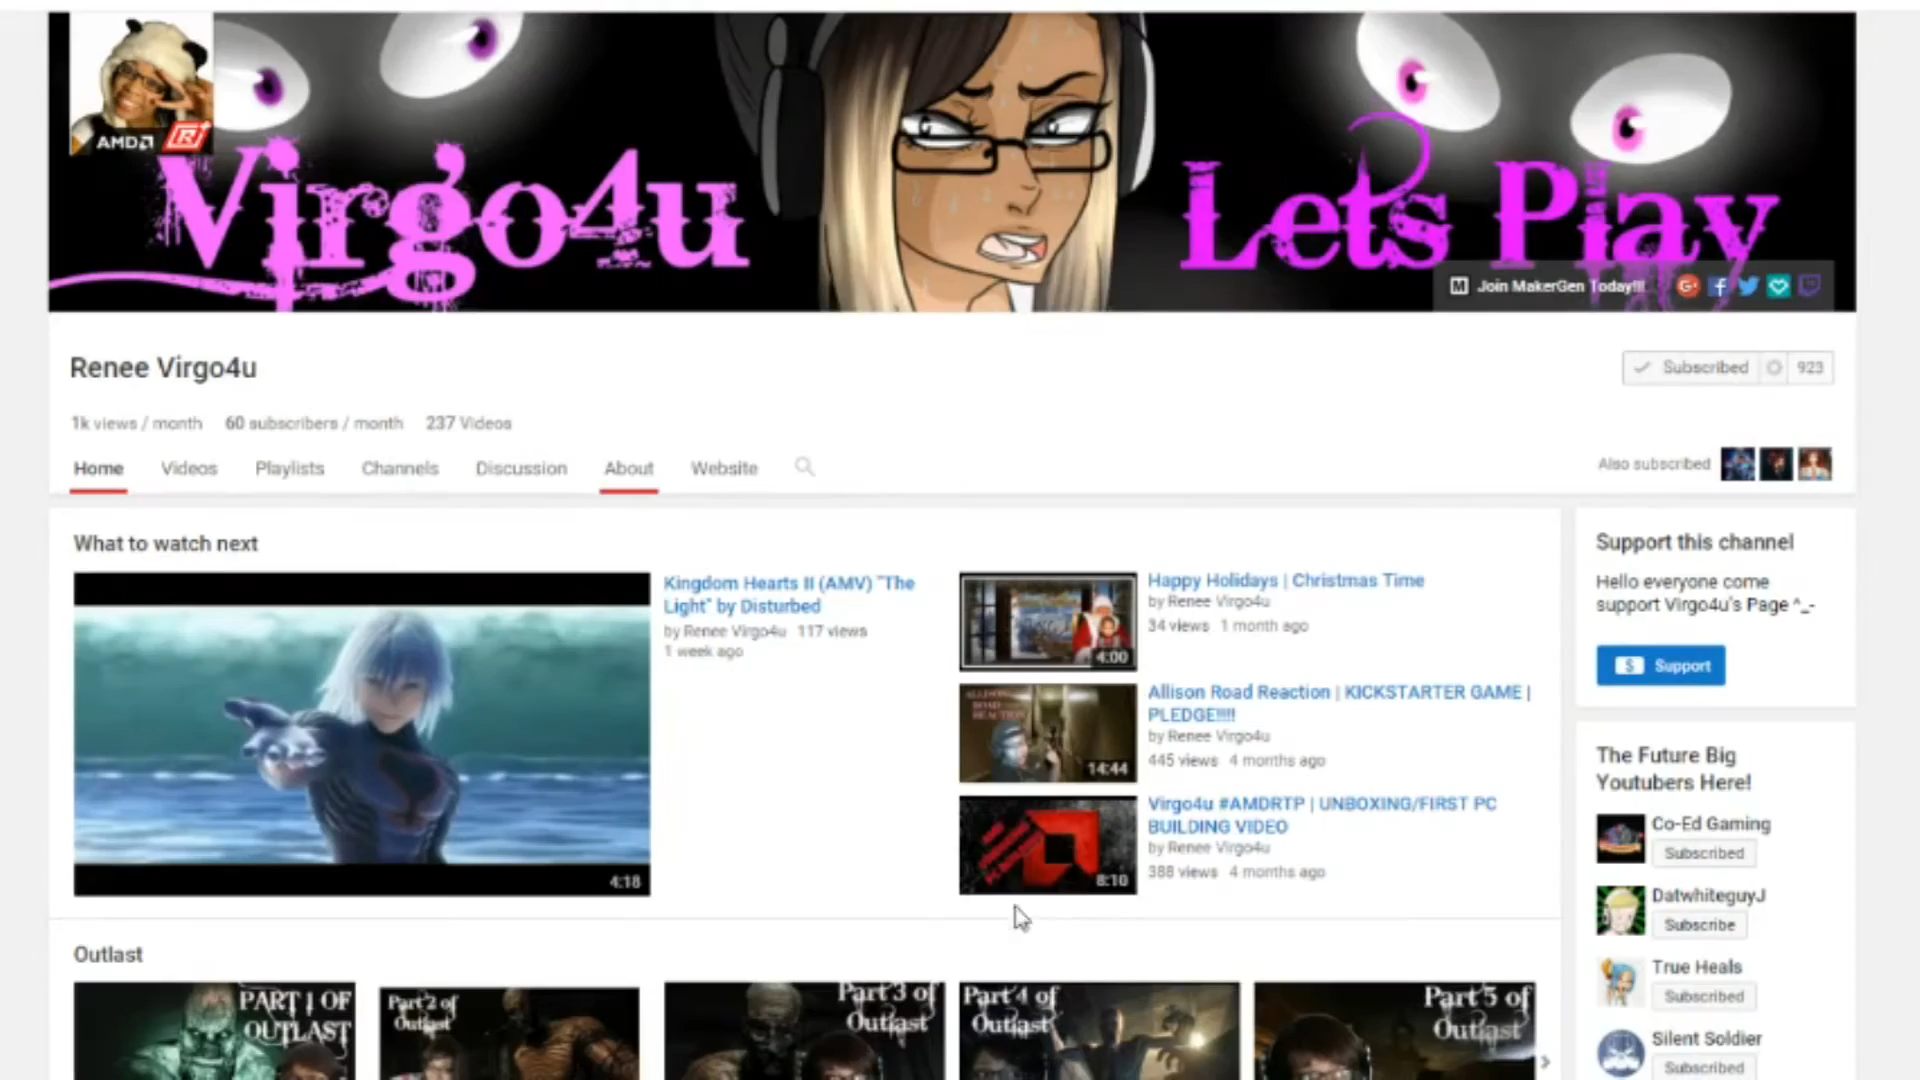 AMD R+
Virgo4u
Lets Play
Join MakerGen Today!!!
Renee Virgo4u
Subscribed 923
1k views / month 60 subscribers / month 237 Videos
Home Videos Playlists Channels Discussion About Website
Also subscribed
What to watch next
4:18
Kingdom Hearts II (AMV) "The
Light" by Disturbed
by Renee Virgo4u 117 views
1 week ago
4:00
Happy Holidays | Christmas Time
by Renee Virgo4u
34 views 1 month ago
ALLISON
ROAD
REACTION
14:44
Allison Road Reaction | KICKSTARTER GAME |
PLEDGE!!!!
by Renee Virgo4u
445 views 4 months ago
8:10
Virgo4u #AMDRTP | UNBOXING/FIRST PC
BUILDING VIDEO
by Renee Virgo4u
388 views 4 months ago
Support this channel
Hello everyone come
support Virgo4u's Page ^_-
$ Support
The Future Big
Youtubers Here!
Co-Ed Gaming
Subscribed
DatwhiteguyJ
Subscribe
True Heals
Subscribed
Silent Soldier
Subscribed
Outlast
PART 1 OF
OUTLAST
Part 2 of
Outlast
Part 3 of
Outlast
Part 4 of
Outlast
Part 5 of
Outlast